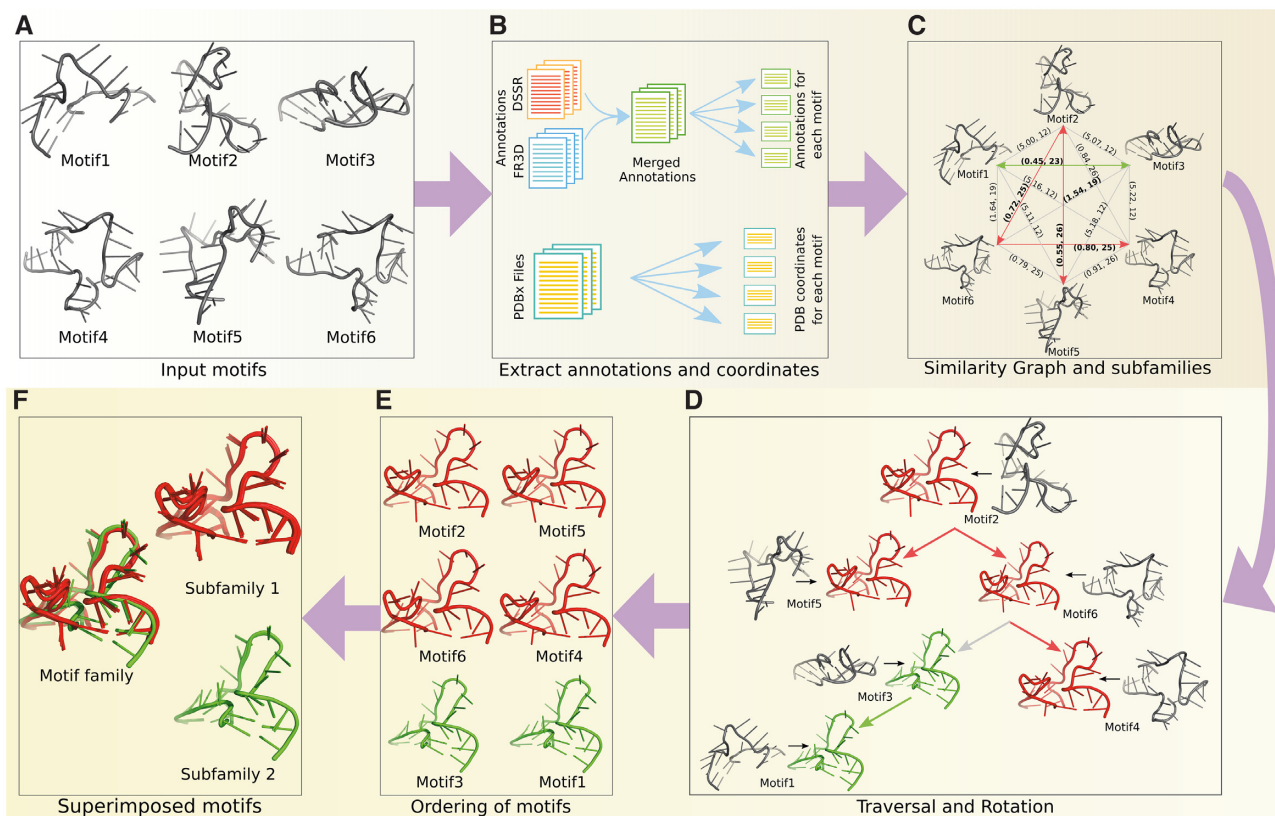 A
Motif1
Motif2
Motif3
Motif4
Motif5
Motif6
Input motifs
B
Annotations
DSSR
FR3D
Merged
Annotations
Annotations for
each motif
PDBx Files
PDB coordinates
for each motif
Extract annotations and coordinates
C
Motif2
Motif1
Motif3
(5.00, 12)
(5.07, 12)
(0.84, 26)
(0.45, 23)
(5.16, 12)
(1.54, 19)
(1.64, 19)
(0.72, 25)
(5.22, 12)
(5.11, 12)
(5.18, 12)
(0.55, 26)
(0.80, 25)
(0.79, 25)
(0.91, 26)
Motif6
Motif4
Motif5
Similarity Graph and subfamilies
D
Motif2
Motif5
Motif6
Motif3
Motif4
Motif1
Traversal and Rotation
E
Motif2
Motif5
Motif6
Motif4
Motif3
Motif1
Ordering of motifs
F
Subfamily 1
Motif family
Subfamily 2
Superimposed motifs